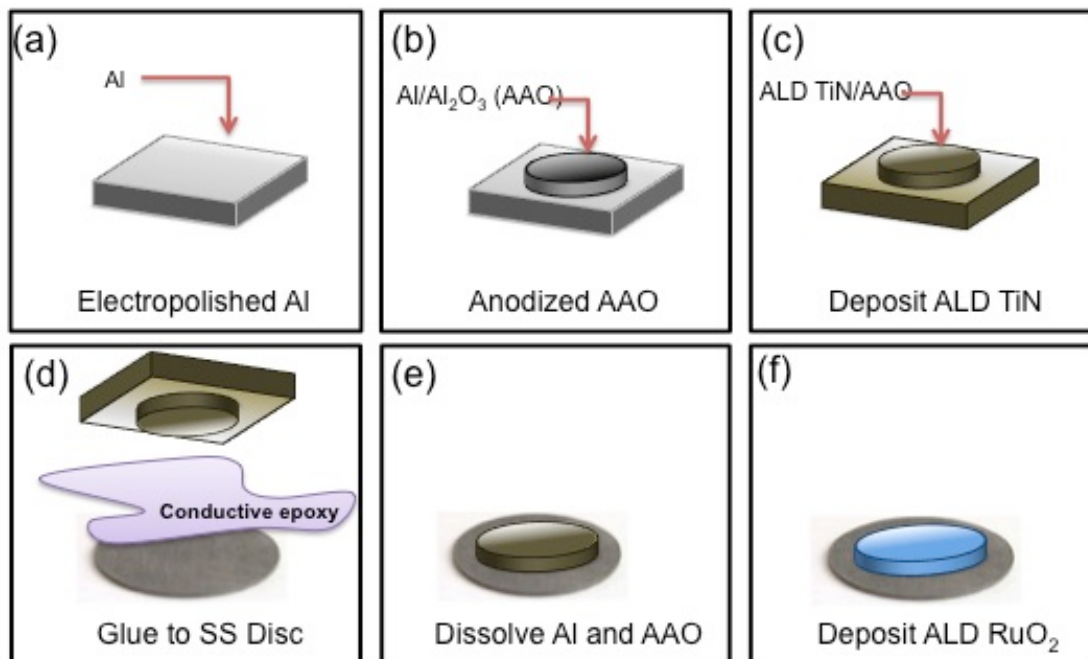 (a)
Al
Electropolished Al
(b)
Al/Al₂O₃ (AAO)
Anodized AAO
(c)
ALD TiN/AAO
Deposit ALD TiN
(d)
Conductive epoxy
Glue to SS Disc
(e)
Dissolve Al and AAO
(f)
Deposit ALD RuO₂